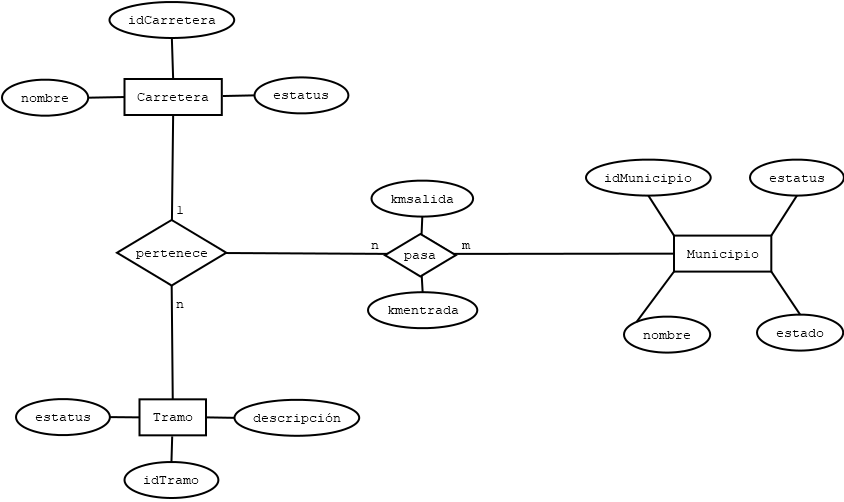 idCarretera
nombre
Carretera
estatus
idMunicipio
estatus
kmsalida
1
pertenece
n
pasa
m
Municipio
n
kmentrada
nombre
estado
estatus
Tramo
descripción
idTramo